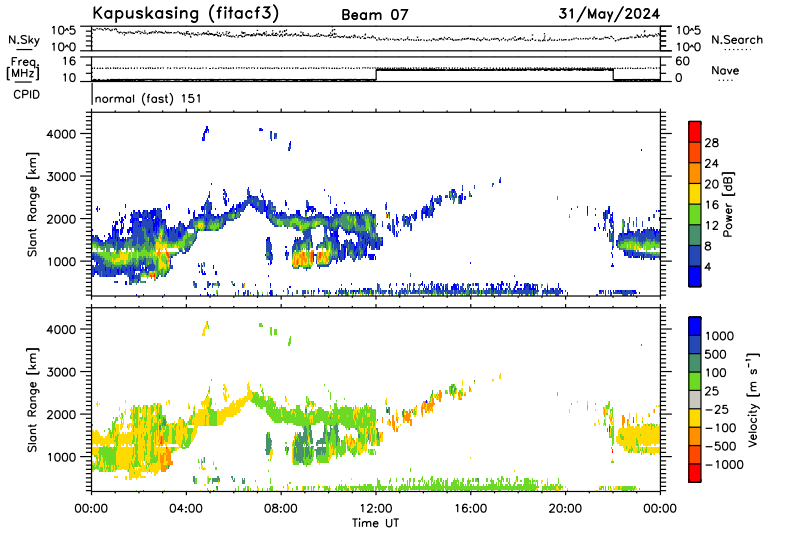 Kapuskasing (fitacf3) Beam 07 31/May/2024
N.Sky 10^5 10^0 10^5 10^0 N.Search
Freq. [MHz] 16 10 60 0 Nave
CPID normal (fast) 151
Slant Range [km] 4000 3000 2000 1000
28 24 20 16 12 8 4 Power [dB]
Slant Range [km] 4000 3000 2000 1000
1000 500 100 25 −25 −100 −500 −1000 Velocity [m s⁻¹]
00:00 04:00 08:00 12:00 16:00 20:00 00:00
Time UT